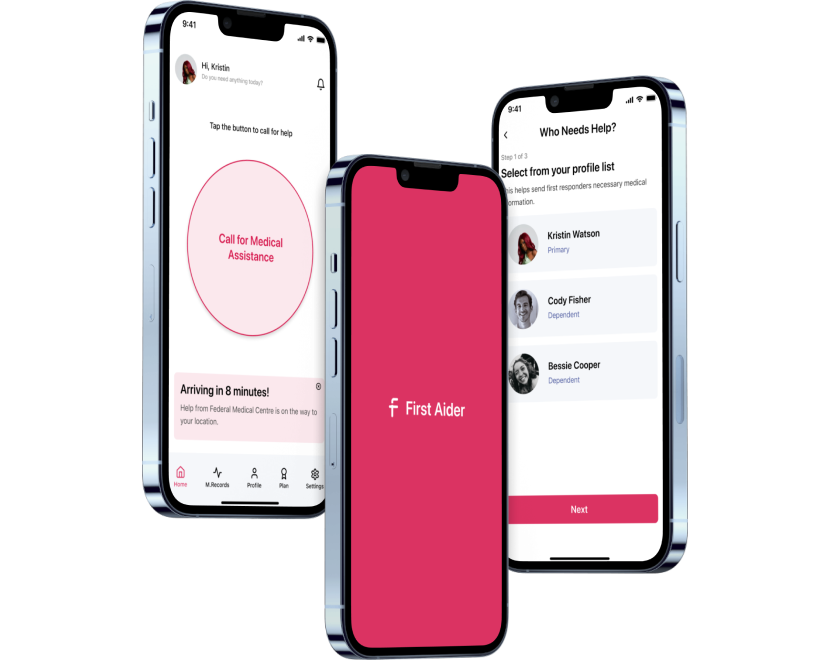 9:41
Hi, Kristin
Do you need anything today?
Tap the button to call for help
Call for Medical
Assistance
Arriving in 8 minutes!
Help from Federal Medical Centre is on the way to
your location.
Home
M.Records
Profile
Plan
Settings
First Aider
9:41
Who Needs Help?
Step 1 of 3
Select from your profile list
his helps send first responders necessary medical
ormation.
Kristin Watson
Primary
Cody Fisher
Dependent
Bessie Cooper
Dependent
Next